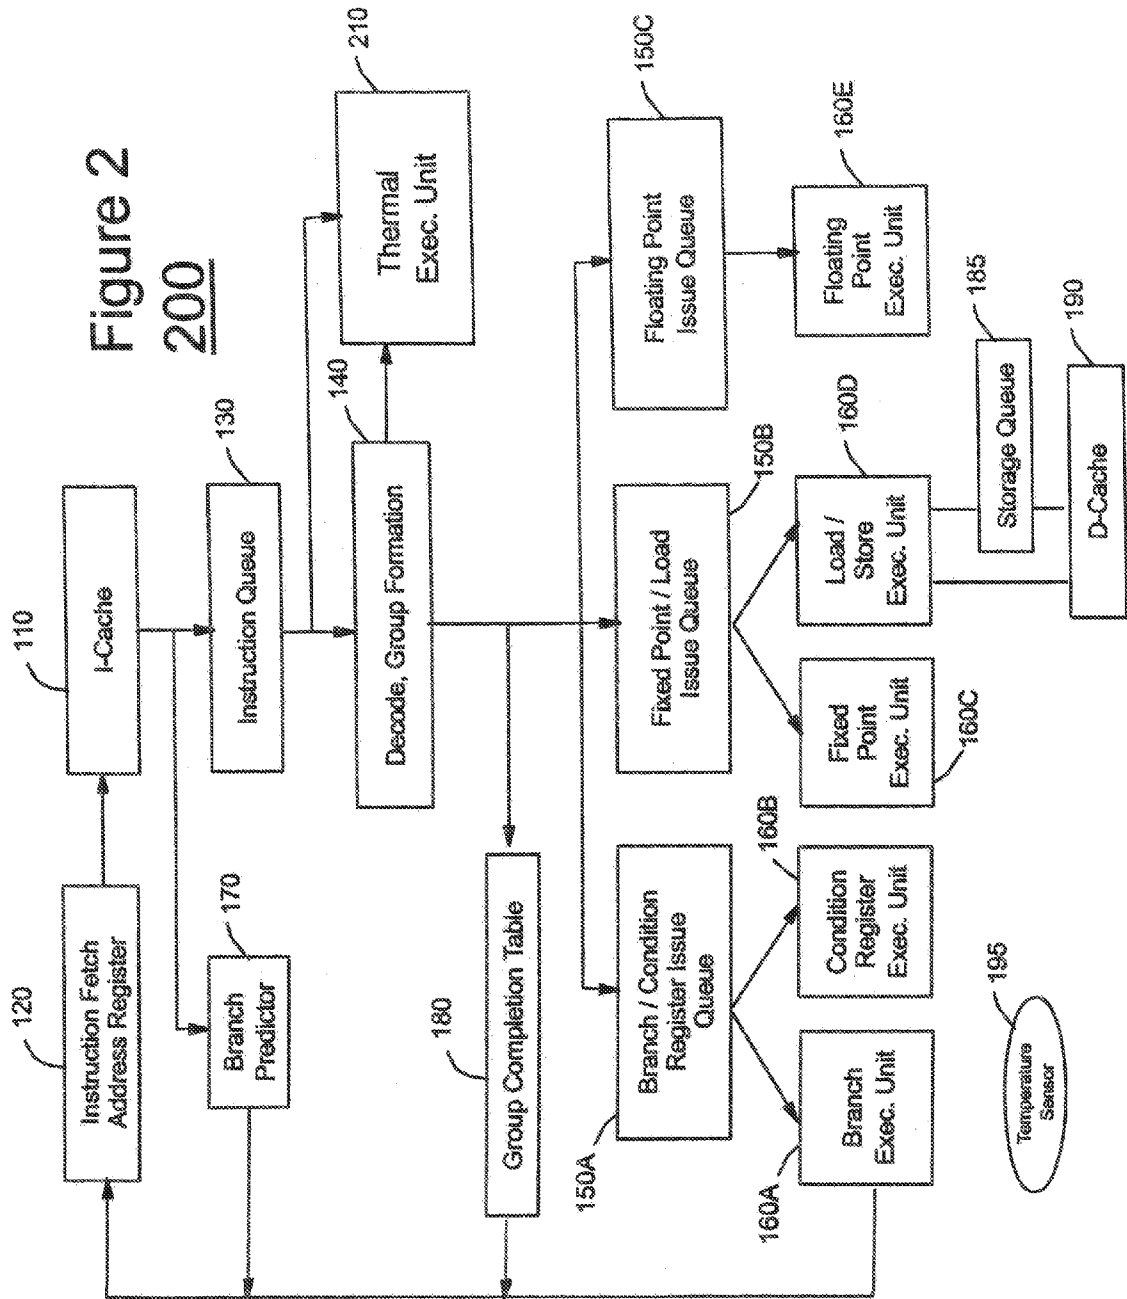 Figure 2
200
120
Instruction Fetch
Address Register
110
I-Cache
170
Branch
Predictor
130
Instruction Queue
210
Thermal
Exec. Unit
140
Decode, Group Formation
180
Group Completion Table
150A
Branch / Condition
Register Issue
Queue
Fixed Point / Load
Issue Queue
150B
Floating Point
Issue Queue
150C
160A
Branch
Exec. Unit
160B
Condition
Register
Exec. Unit
Fixed
Point
Exec. Unit
160C
Load /
Store
Exec. Unit
160D
Floating
Point
Exec. Unit
160E
Storage Queue
185
D-Cache
190
195
Temperature
Sensor